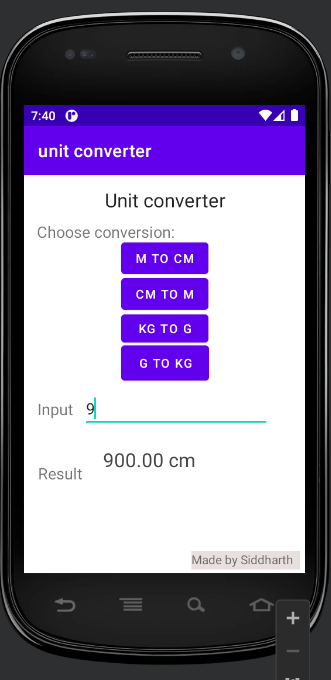 7:40
unit converter
Unit converter
Choose conversion:
M TO CM
CM TO M
KG TO G
G TO KG
Input 9
900.00 cm
Result
Made by Siddharth